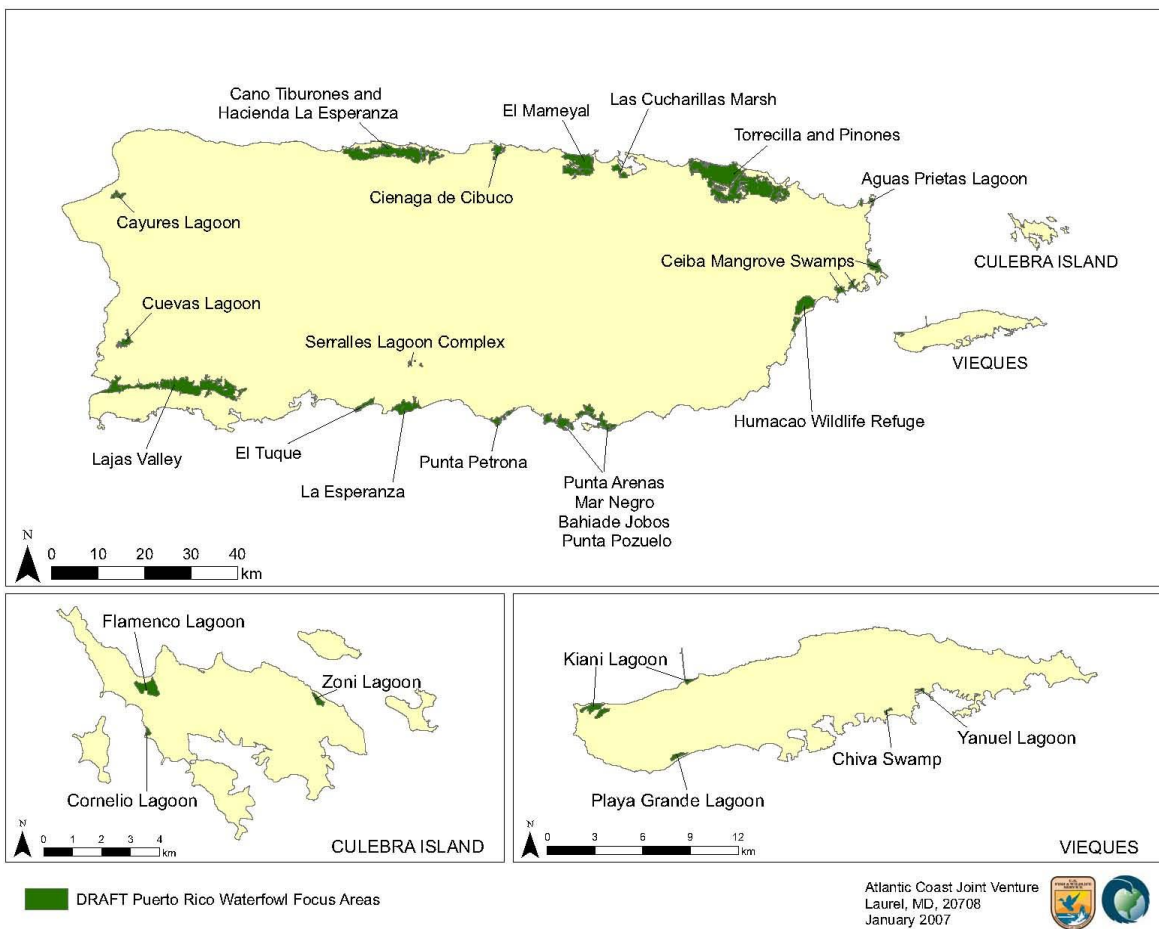 Cano Tiburones and
Hacienda La Esperanza
El Mameyal
Las Cucharillas Marsh
Torrecilla and Pinones
Cienaga de Cibuco
Aguas Prietas Lagoon
Cayures Lagoon
Ceiba Mangrove Swamps
CULEBRA ISLAND
Cuevas Lagoon
Serralles Lagoon Complex
VIEQUES
Humacao Wildlife Refuge
Lajas Valley
El Tuque
Punta Petrona
La Esperanza
Punta Arenas
Mar Negro
Bahiade Jobos
Punta Pozuelo
N
0 10 20 30 40
km
Flamenco Lagoon
Zoni Lagoon
Cornelio Lagoon
N
0 1 2 3 4
km
CULEBRA ISLAND
Kiani Lagoon
Yanuel Lagoon
Chiva Swamp
Playa Grande Lagoon
N
0 3 6 9 12
km
VIEQUES
DRAFT Puerto Rico Waterfowl Focus Areas
Atlantic Coast Joint Venture
Laurel, MD, 20708
January 2007
U.S.
FISH & WILDLIFE
SERVICE